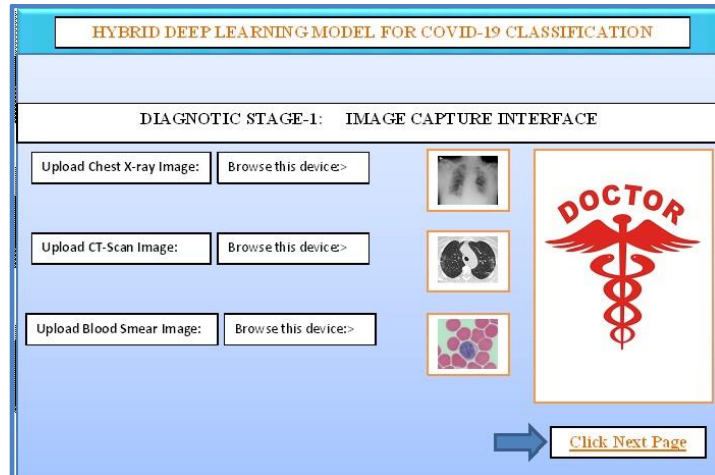 HYBRID DEEP LEARNING MODEL FOR COVID-19 CLASSIFICATION
DIAGNOSTIC STAGE-1: IMAGE CAPTURE INTERFACE
Upload Chest X-ray Image: Browse this device:>
DOCTOR
Upload CT-Scan Image: Browse this device:>
Upload Blood Smear Image: Browse this device:>
Click Next Page